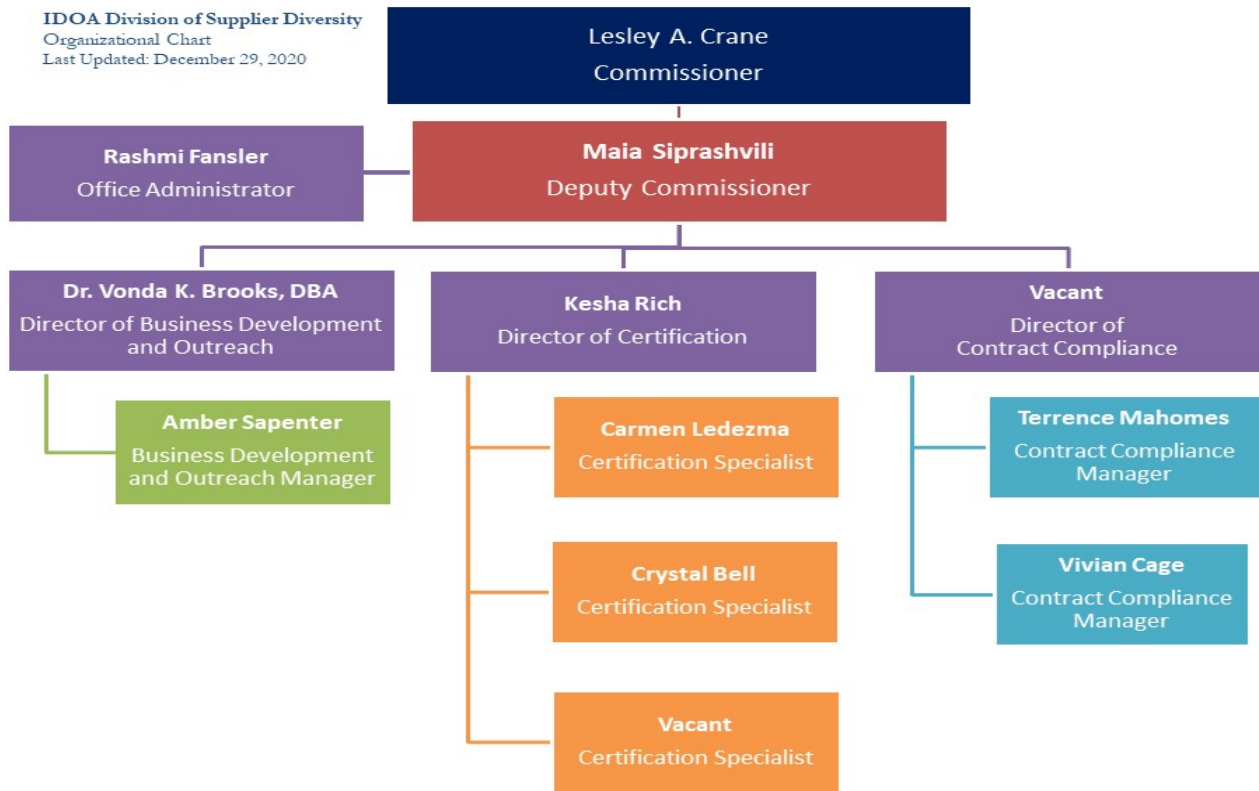 IDOA Division of Supplier Diversity
Organizational Chart
Last Updated: December 29, 2020
Lesley A. Crane
Commissioner
Rashmi Fansler
Office Administrator
Maia Siprashvili
Deputy Commissioner
Dr. Vonda K. Brooks, DBA
Director of Business Development
and Outreach
Kesha Rich
Director of Certification
Vacant
Director of
Contract Compliance
Amber Sapenter
Business Development
and Outreach Manager
Carmen Ledezma
Certification Specialist
Crystal Bell
Certification Specialist
Vacant
Certification Specialist
Terrence Mahomes
Contract Compliance
Manager
Vivian Cage
Contract Compliance
Manager